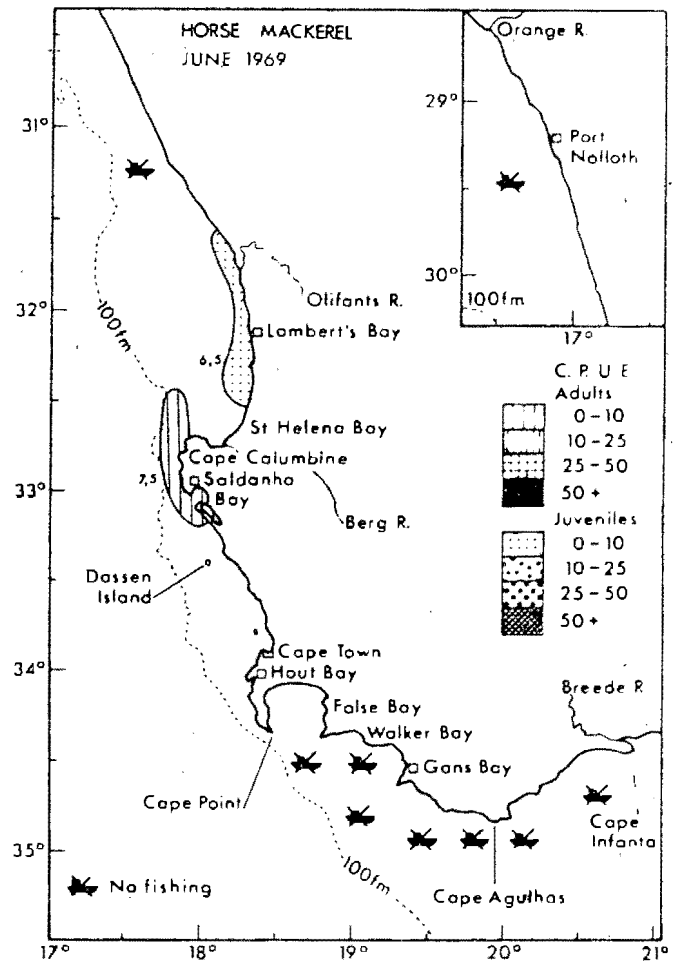 HORSE MACKEREL
JUNE 1969
Orange R.
29°
Port
Nolloth
30°
100fm
17°
31°
32°
33°
34°
35°
100fm
Olifants R.
Lambert's Bay
6,5
St Helena Bay
Cape Columbine
Saldanha
Bay
7,5
Berg R.
Dassen
Island
C. P. U E
Adults
0-10
10-25
25-50
50+
Juveniles
0-10
10-25
25-50
50+
Cape Town
Hout Bay
False Bay
Walker Bay
Gans Bay
Breede R
Cape Point
Cape
Infanta
100fm
Cape Agulhas
No fishing
17°
18°
19°
20°
21°